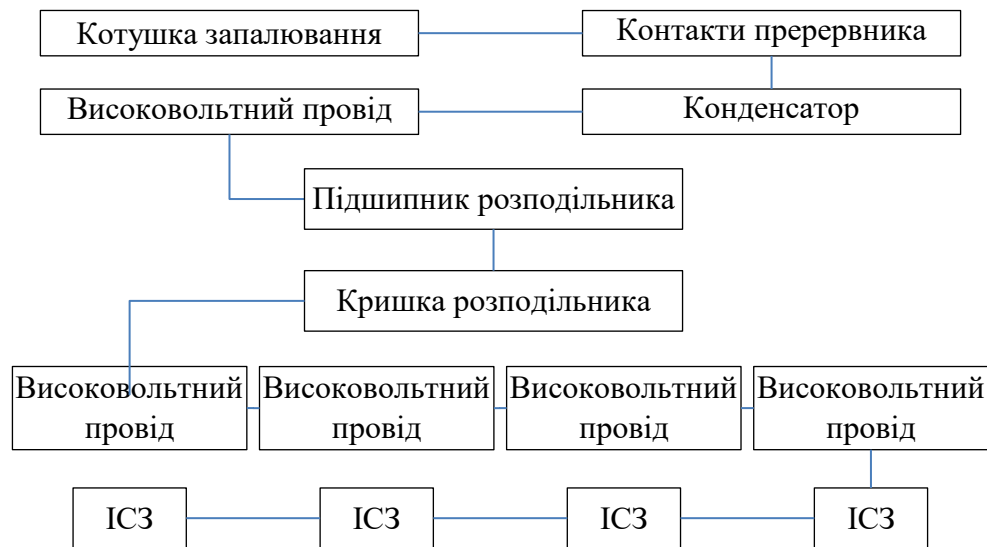 Котушка запалювання
Контакти прерервника
Високовольтний провід
Конденсатор
Підшипник розподільника
Кришка розподільника
Високовольтний
провід
Високовольтний
провід
Високовольтний
провід
Високовольтний
провід
ІСЗ
ІСЗ
ІСЗ
ІСЗ